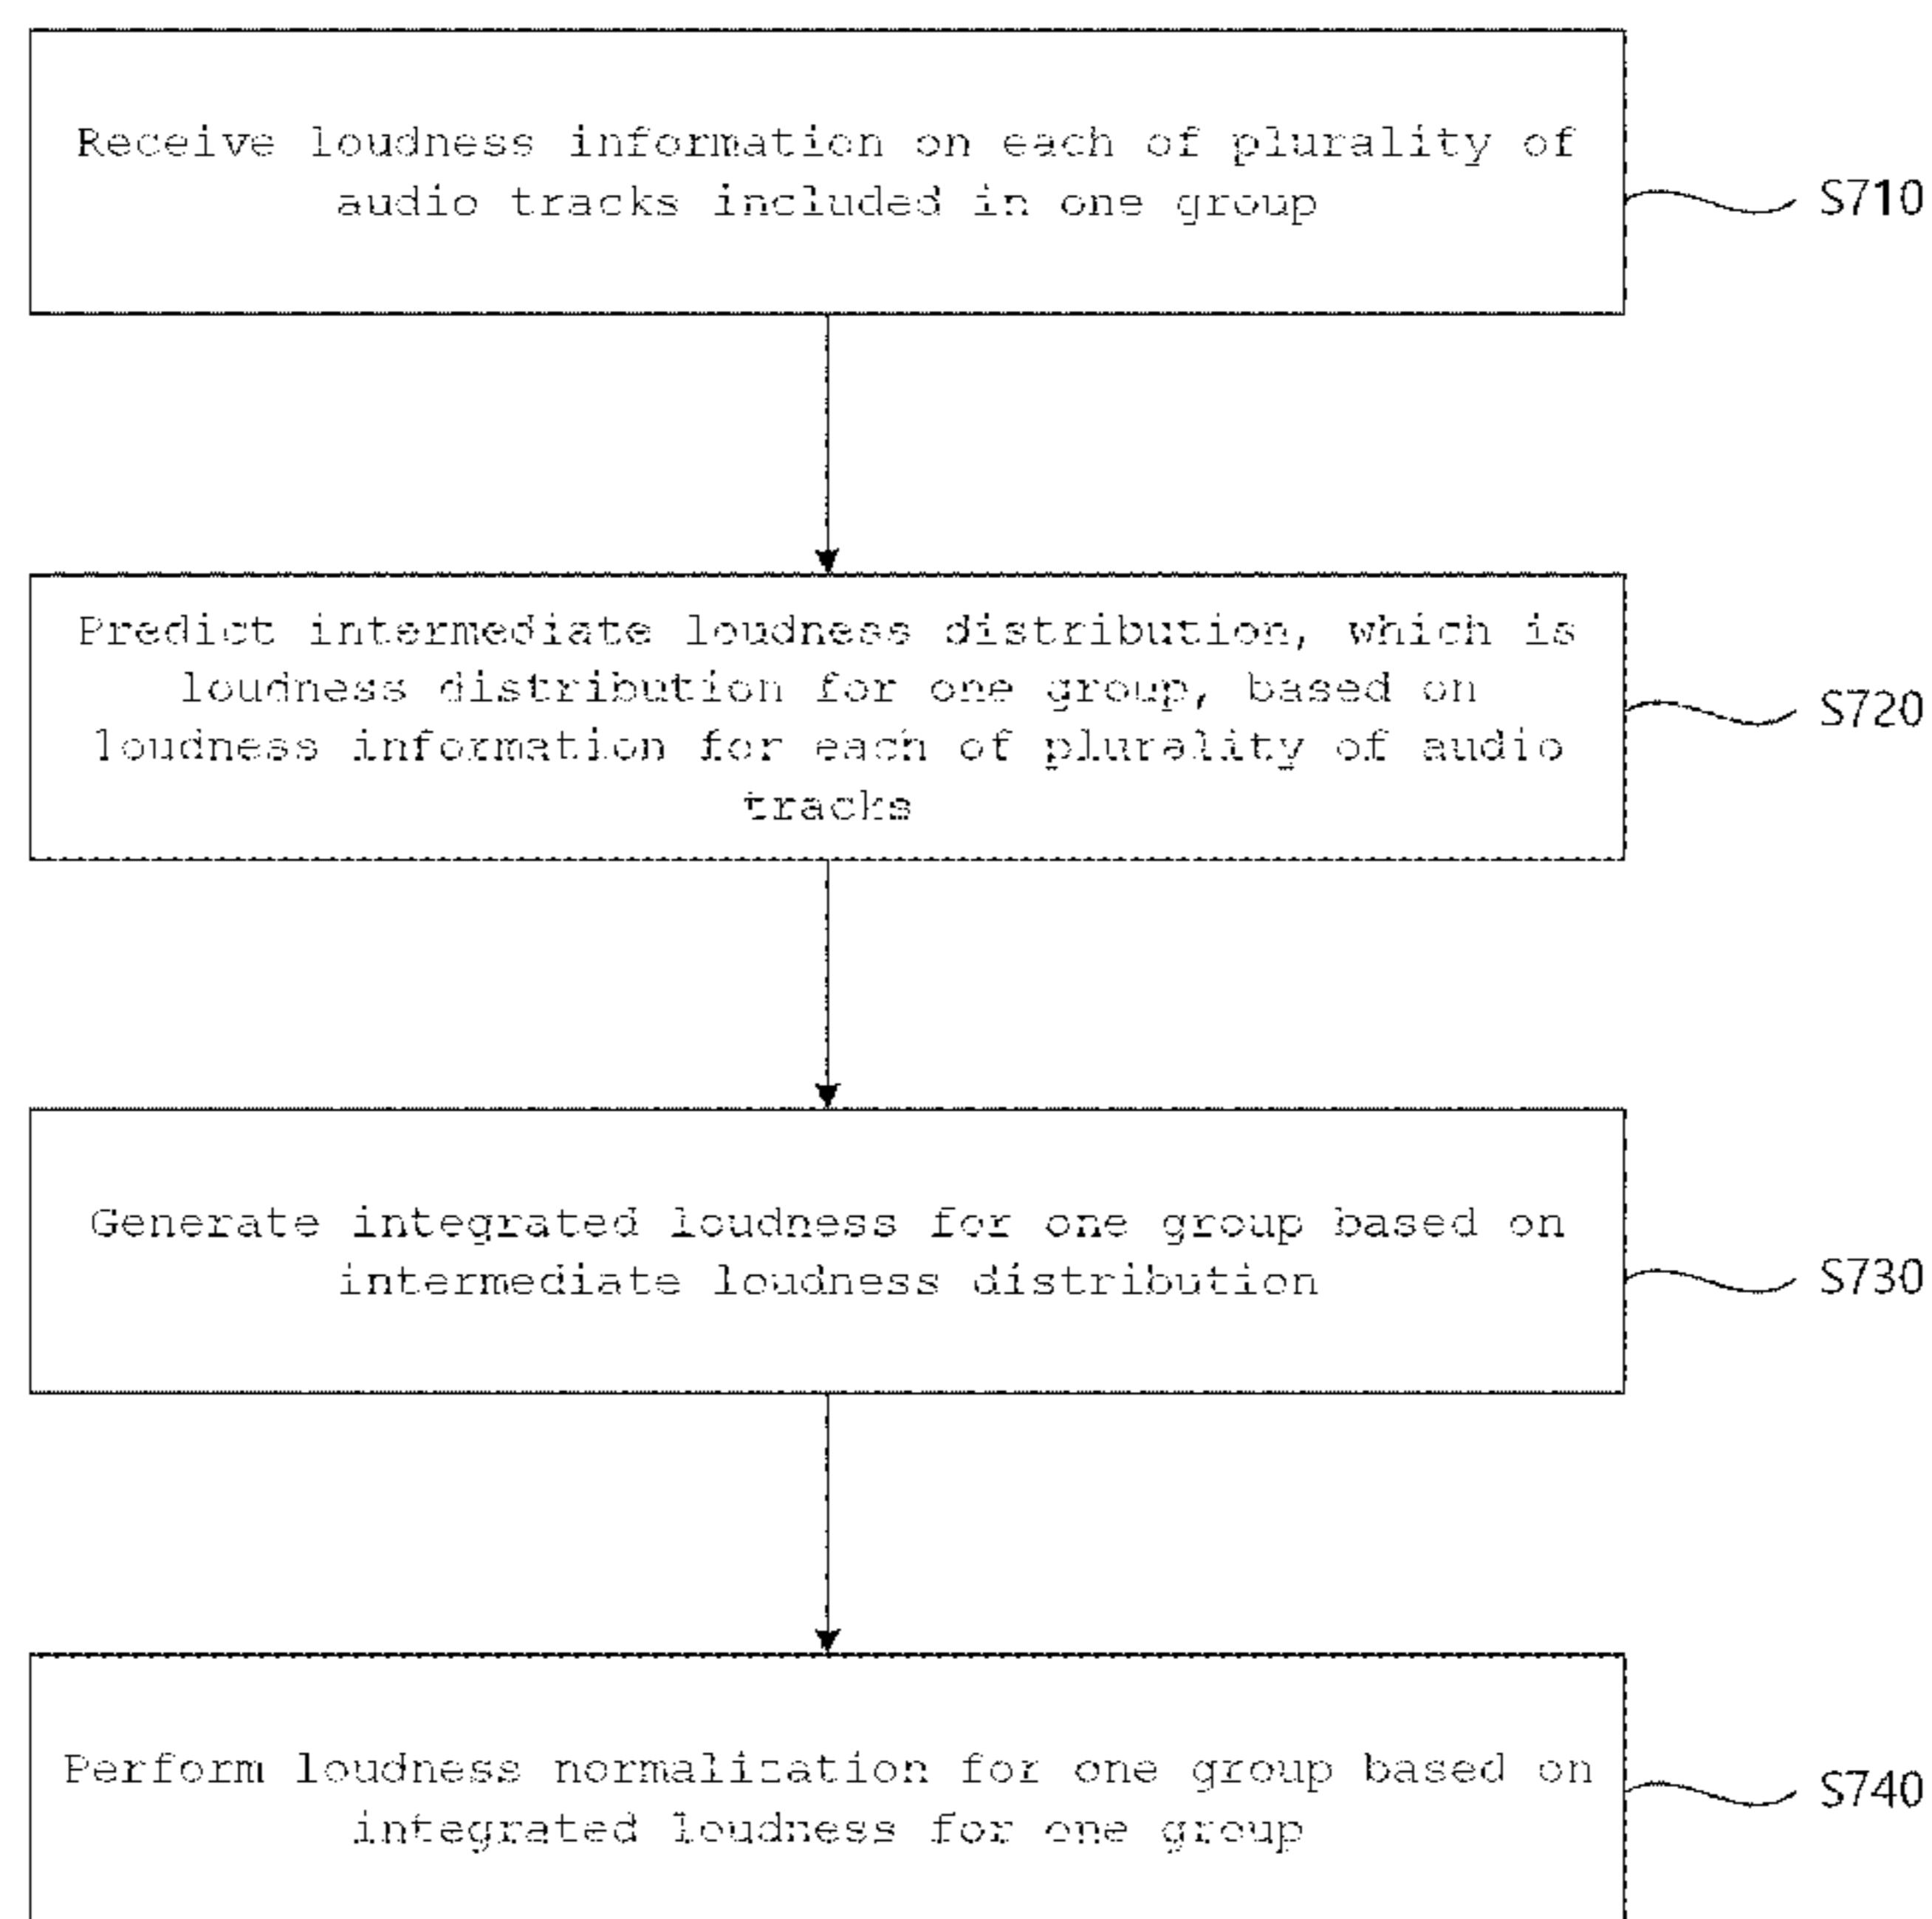 Receive loudness information on each of plurality of
audio tracks included in one group
S710
Predict intermediate loudness distribution, which is
loudness distribution for one group, based on
loudness information for each of plurality of audio
tracks
S720
Generate integrated loudness for one group based on
intermediate loudness distribution
S730
Perform loudness normalization for one group based on
integrated loudness for one group
S740